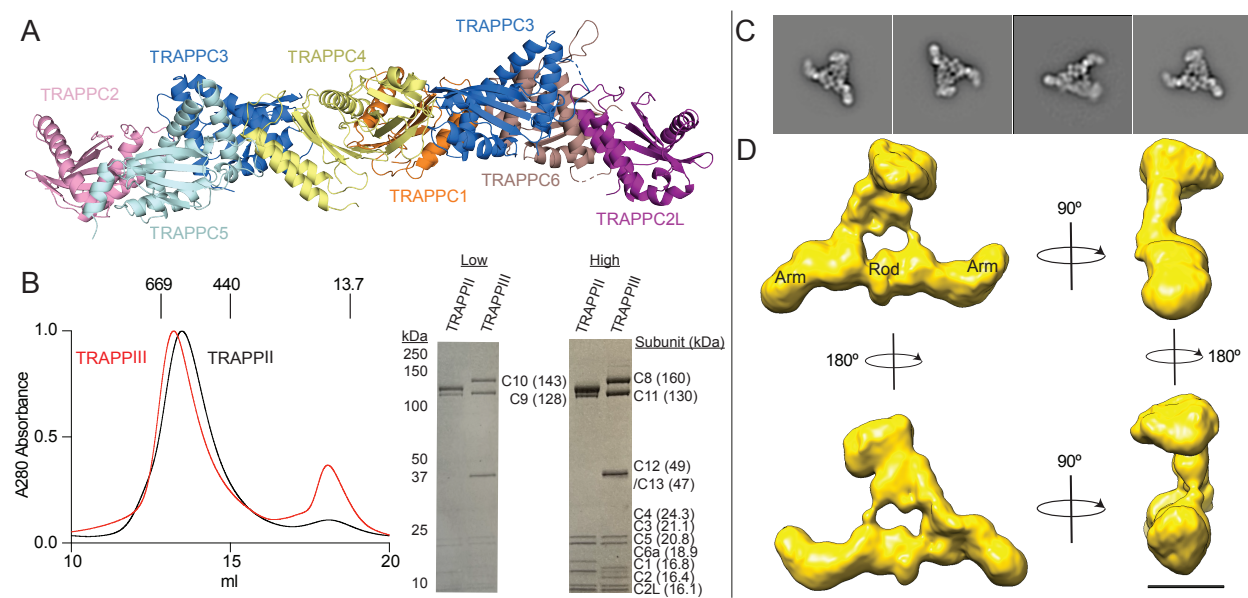 A
TRAPPC2
TRAPPC3
TRAPPC4
TRAPPC3
TRAPPC5
TRAPPC1
TRAPPC6
TRAPPC2L
B
669
440
13.7
TRAPPIII
TRAPPII
A280 Absorbance
1.0
0.5
0.0
10
15
20
ml
Low
TRAPPII
TRAPPIII
kDa
250
150
100
50
37
25
10
C10 (143)
C9 (128)
High
TRAPPII
TRAPPIII
Subunit (kDa)
C8 (160)
C11 (130)
C12 (49)
/C13 (47)
C4 (24.3)
C3 (21.1)
C5 (20.8)
C6a (18.9
C1 (16.8)
C2 (16.4)
C2L (16.1)
C
D
Arm
Rod
Arm
90º
180º
180º
90º